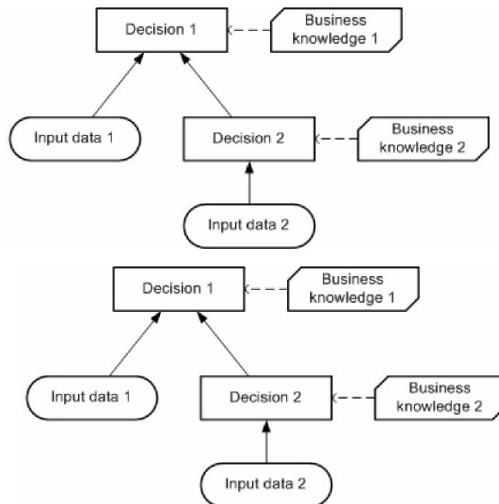 Decision 1
Business
knowledge 1
Input data 1
Decision 2
Business
knowledge 2
Input data 2
Decision 1
Business
knowledge 1
Input data 1
Decision 2
Business
knowledge 2
Input data 2